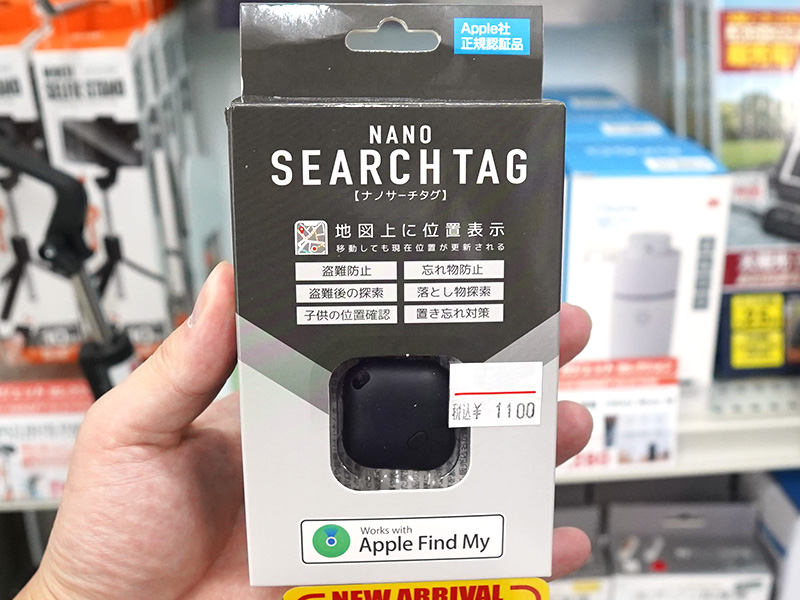 Apple社
正規認証品
NANO
SEARCH TAG
【ナノサーチタグ】
地図上に位置表示
移動しても現在位置が更新される
盗難防止
忘れ物防止
盗難後の探索
落とし物探索
子供の位置確認
置き忘れ対策
税込¥ 1100
Works with
Apple Find My
NEW ARRIVAL
SELFIE STAND